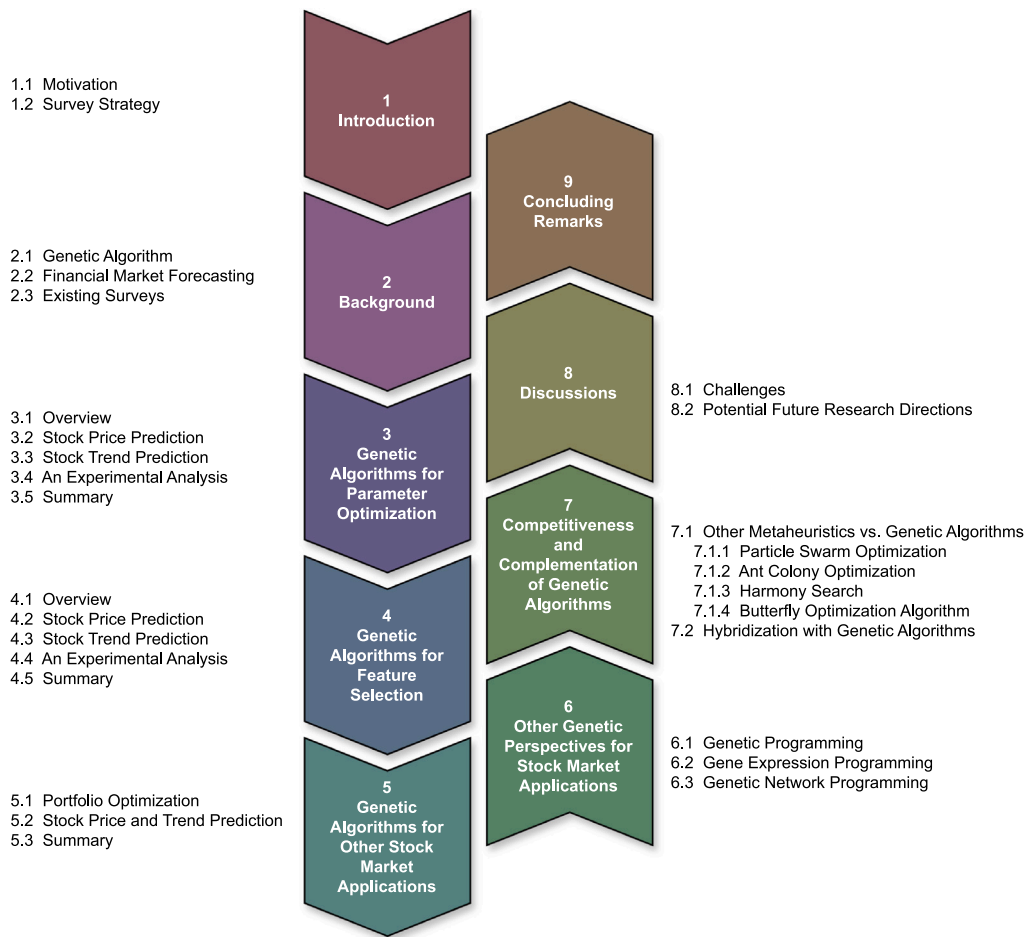 1.1 Motivation
1.2 Survey Strategy
1
Introduction
2.1 Genetic Algorithm
2.2 Financial Market Forecasting
2.3 Existing Surveys
2
Background
3.1 Overview
3.2 Stock Price Prediction
3.3 Stock Trend Prediction
3.4 An Experimental Analysis
3.5 Summary
3
Genetic
Algorithms for
Parameter
Optimization
4.1 Overview
4.2 Stock Price Prediction
4.3 Stock Trend Prediction
4.4 An Experimental Analysis
4.5 Summary
4
Genetic
Algorithms for
Feature
Selection
5.1 Portfolio Optimization
5.2 Stock Price and Trend Prediction
5.3 Summary
5
Genetic
Algorithms for
Other Stock
Market
Applications
6
Other Genetic
Perspectives for
Stock Market
Applications
6.1 Genetic Programming
6.2 Gene Expression Programming
6.3 Genetic Network Programming
7
Competitiveness
and
Complementation
of Genetic
Algorithms
7.1 Other Metaheuristics vs. Genetic Algorithms
7.1.1 Particle Swarm Optimization
7.1.2 Ant Colony Optimization
7.1.3 Harmony Search
7.1.4 Butterfly Optimization Algorithm
7.2 Hybridization with Genetic Algorithms
8
Discussions
8.1 Challenges
8.2 Potential Future Research Directions
9
Concluding
Remarks